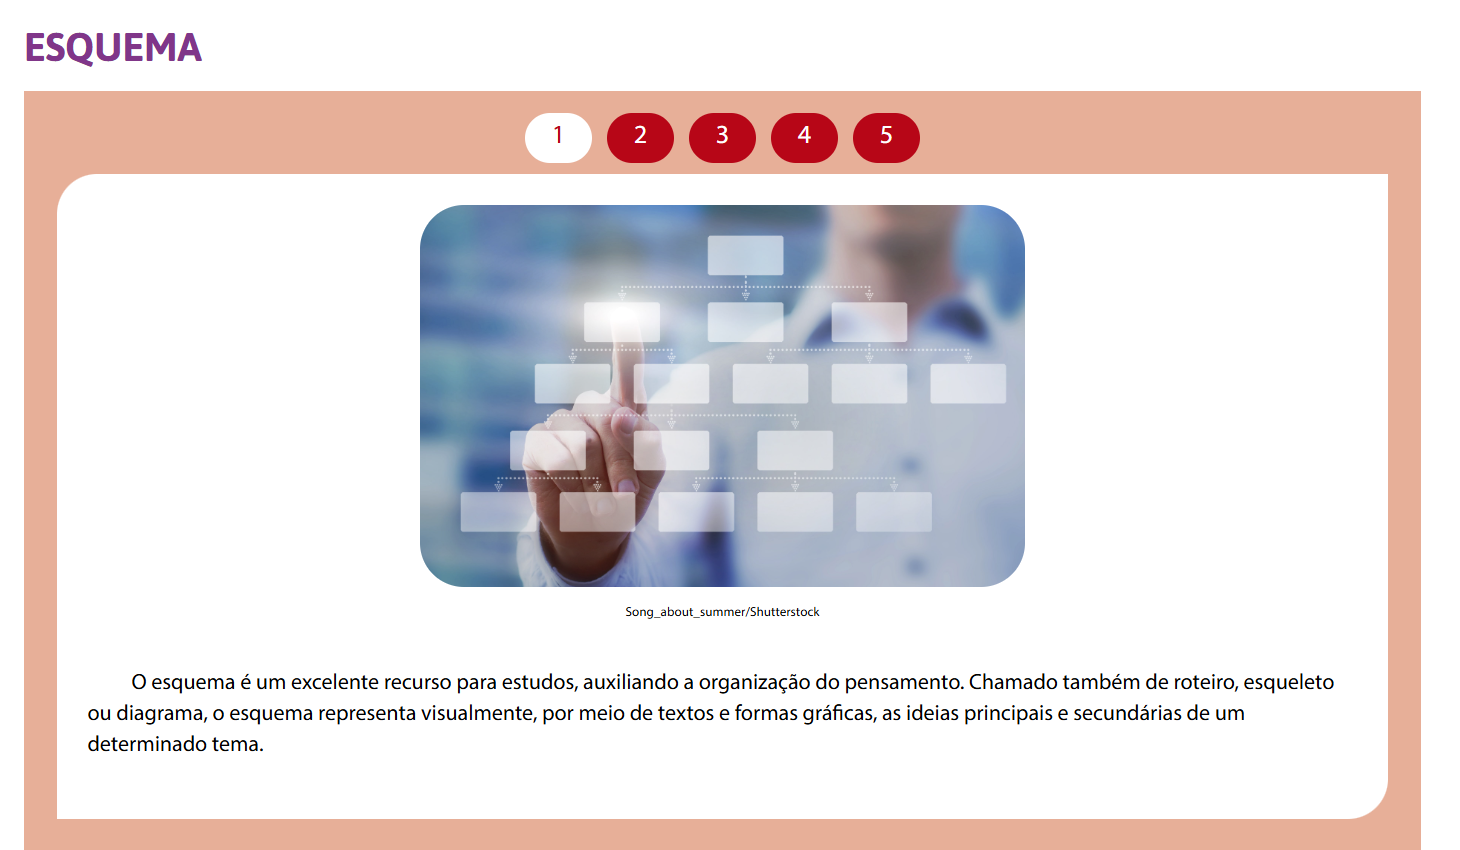 ESQUEMA
1 2 3 4 5
Song_about_summer/Shutterstock
O esquema é um excelente recurso para estudos, auxiliando a organização do pensamento. Chamado também de roteiro, esqueleto
ou diagrama, o esquema representa visualmente, por meio de textos e formas gráficas, as ideias principais e secundárias de um
determinado tema.